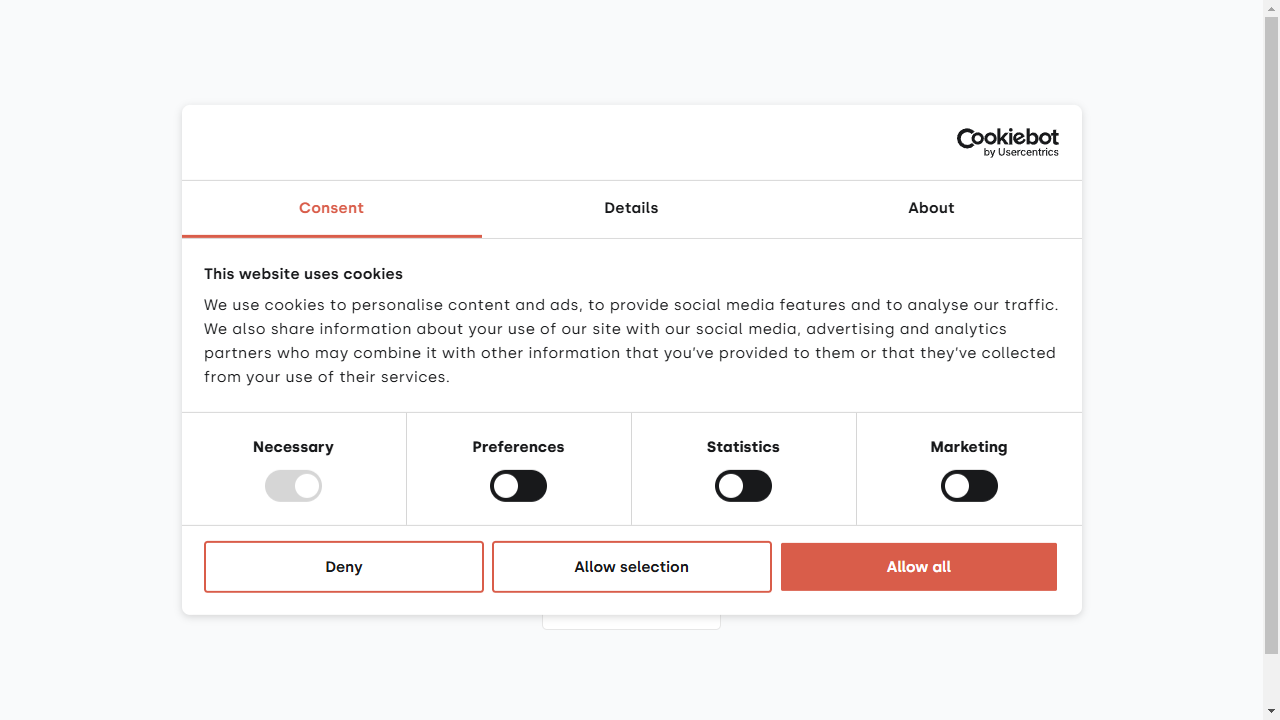 Cookiebot
by Usercentrics
Consent
Details
About
This website uses cookies
We use cookies to personalise content and ads, to provide social media features and to analyse our traffic.
We also share information about your use of our site with our social media, advertising and analytics
partners who may combine it with other information that you’ve provided to them or that they’ve collected
from your use of their services.
Necessary
Preferences
Statistics
Marketing
Deny
Allow selection
Allow all